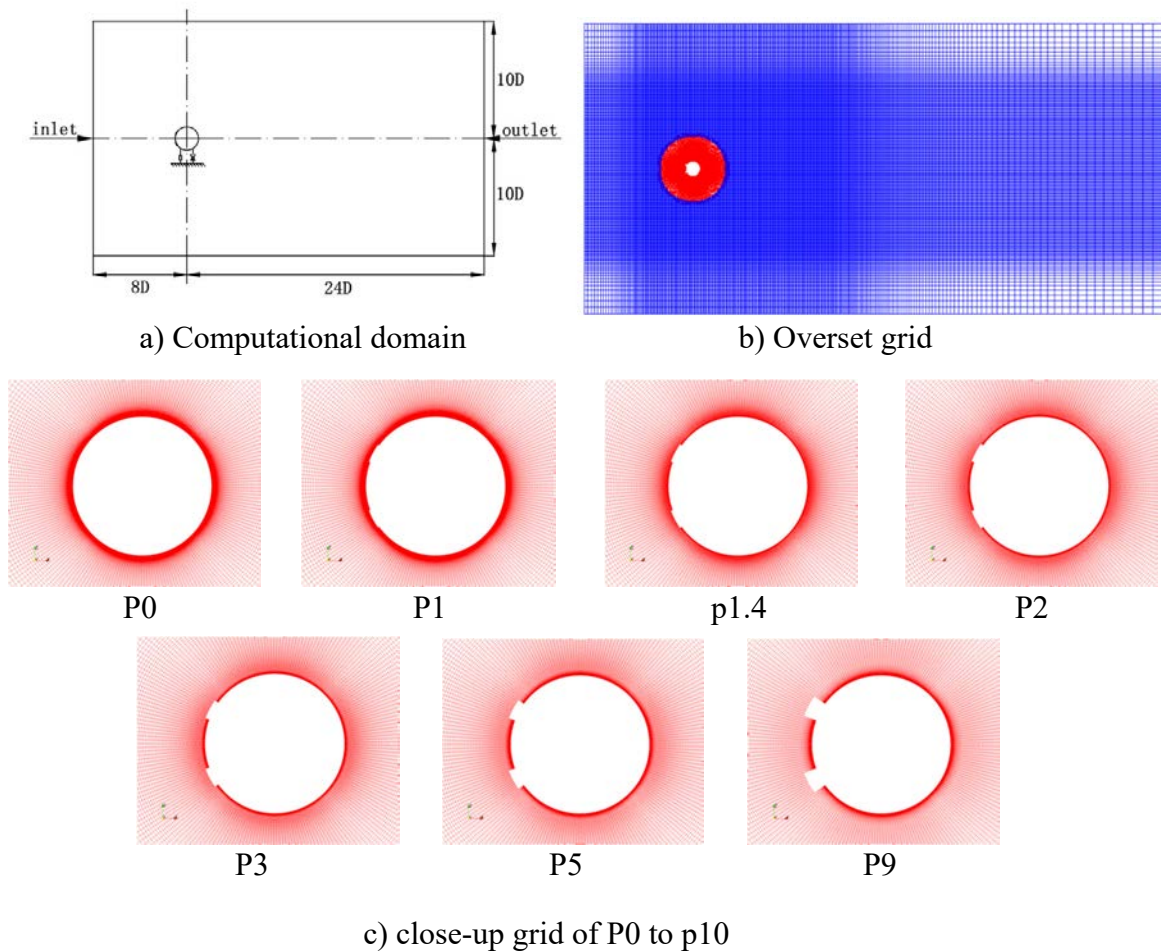 10D
inlet
outlet
10D
8D
24D
a) Computational domain
b) Overset grid
P0
P1
p1.4
P2
P3
P5
P9
c) close-up grid of P0 to p10